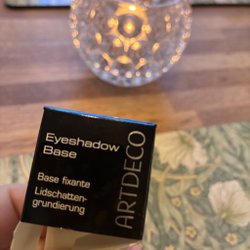 Eyeshadow
Base
Base fixante
Lidschatten-
grundierung
ARTDECO